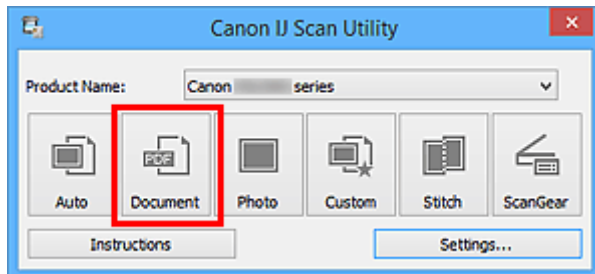 Canon IJ Scan Utility
Product Name: Canon series
PDF
Auto Document Photo Custom Stitch ScanGear
Instructions Settings...